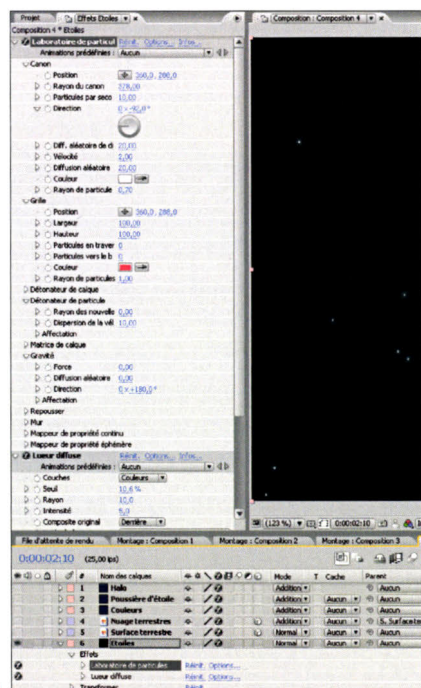 Projet Effets Etoiles Composition : Composition 4
Composition 4 * Etoiles
Laboratoire de particul Réinit. Options... Infos...
Animations prédéfinies : Aucun
Canon
Position 360,0, 288,0
Rayon du canon 378,00
Particules par seco 10,00
Direction 0 x -90,0°
Diff. aléatoire de di 20,00
Vélocité 2,00
Diffusion aléatoire 20,00
Couleur
Rayon de particule 0,70
Grille
Position 360,0, 288,0
Largeur 100,00
Hauteur 100,00
Particules en traver 0
Particules vers le b 0
Couleur
Rayon de particules 1,00
Détonateur de calque
Détonateur de particule
Rayon des nouvelle 0,00
Dispersion de la vél 10,00
Affectation
Matrice de calque
Gravité
Force 0,00
Diffusion aléatoire 0,00
Direction 0 x +180,0°
Affectation
Repousser
Mur
Mappeur de propriété continu
Mappeur de propriété éphémère
Lueur diffuse Réinit. Options... Infos...
Animations prédéfinies : Aucun
Couches Couleurs
Seuil 10,6 %
Rayon 10,0
Intensité 5,0
Composite original Dernière
(123 %) 0:00:02:10
File d'attente de rendu Montage : Composition 1 Montage : Composition 2 Montage : Composition 3
0:00:02:10 (25,00 ips)
# Nom des calques Mode T Cache Parent
1 Halo Addition Aucun
2 Poussière d'étoile Addition Aucun Aucun
3 Couleurs Addition Aucun Aucun
4 Nuage terrestres Addition Aucun 5. Surface te
5 Surface terrestre Normal Aucun Aucun
6 Etoiles Normal Aucun Aucun
Effets
Laboratoire de particules Réinit. Options...
Lueur diffuse Réinit. Options...
Transformer Réinit.